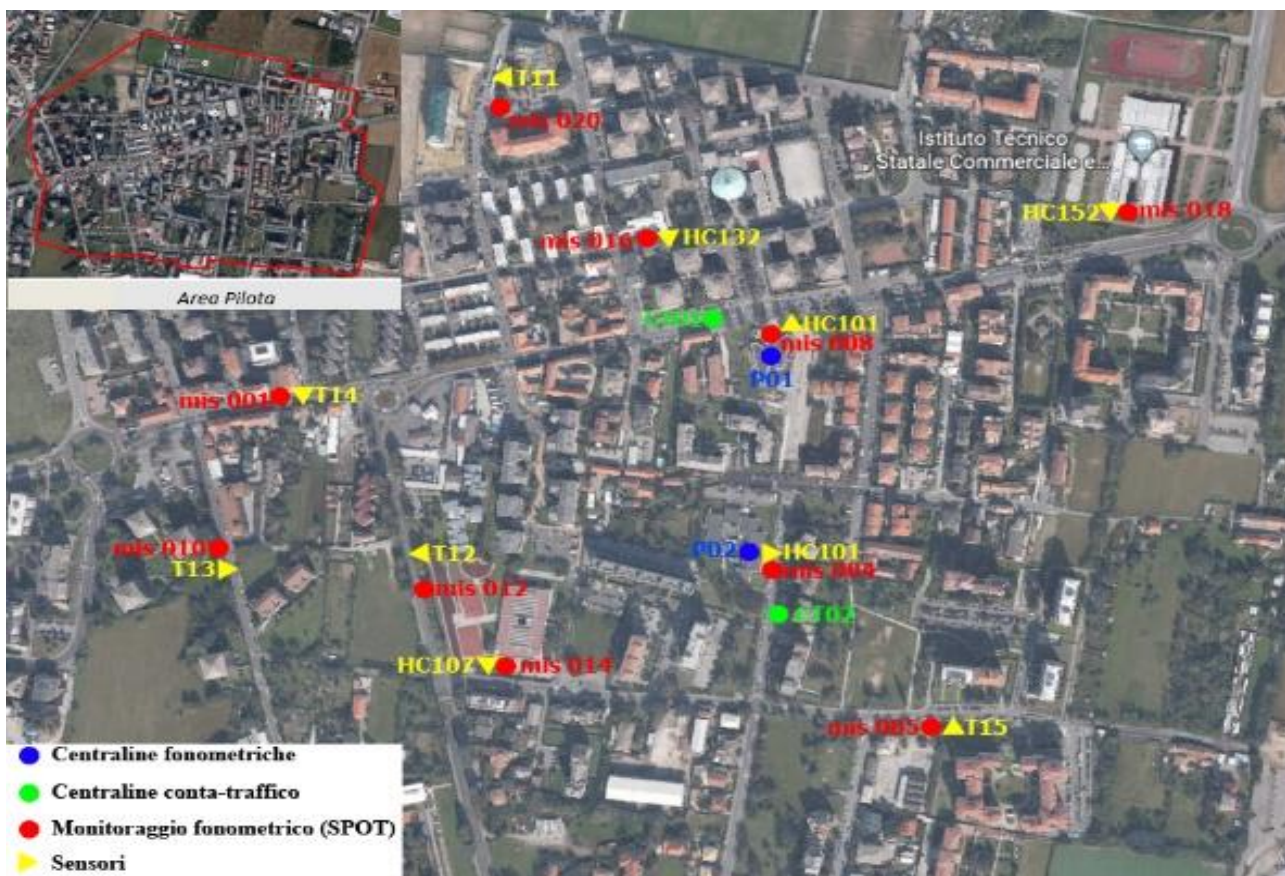 T11
mis 020
Istituto Tecnico
Statale Commerciale e...
HC152
mis 018
mis 016
HC132
Area Pilota
HC101
mis 008
P01
mis 001
T14
mis 010
T13
T12
mis 012
P02
HC101
mis 004
CT02
HC107
mis 014
mis 005
T15
Centraline fonometriche
Centraline conta-traffico
Monitoraggio fonometrico (SPOT)
Sensori